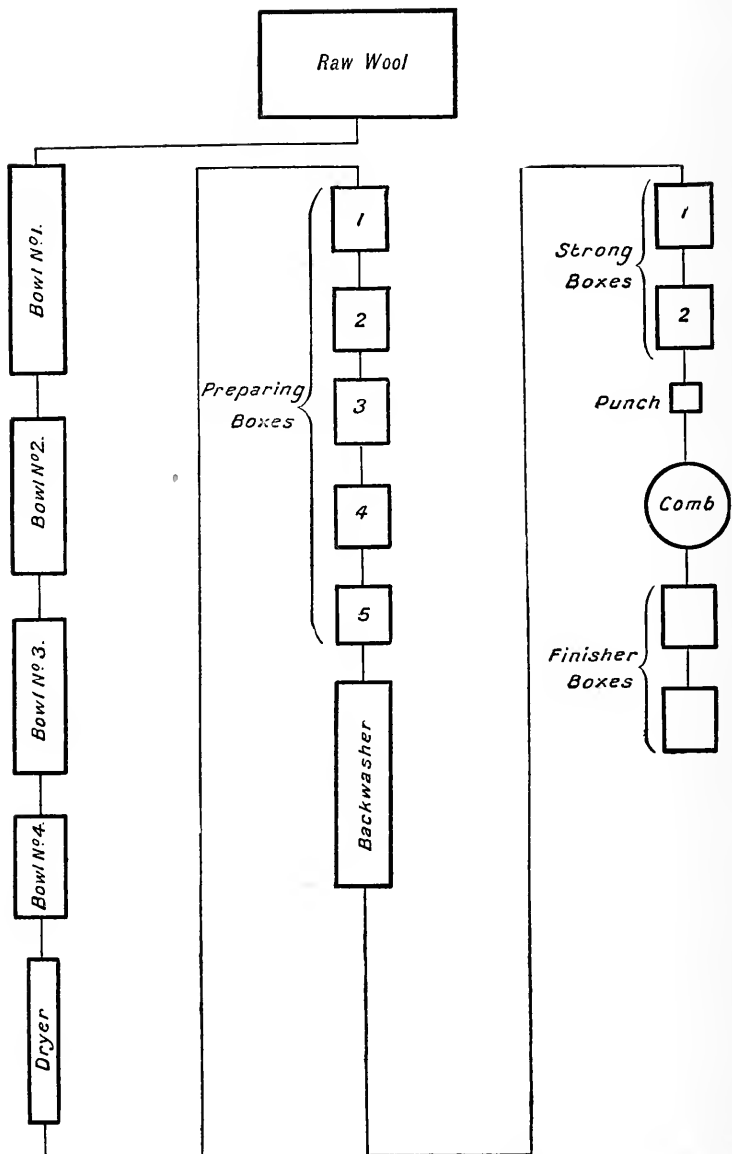 Raw Wool
Bowl Nº1.
Bowl Nº2.
Bowl Nº3.
Bowl Nº4.
Dryer
Preparing
Boxes
1
2
3
4
5
Backwasher
Strong
Boxes
1
2
Punch
Comb
Finisher
Boxes